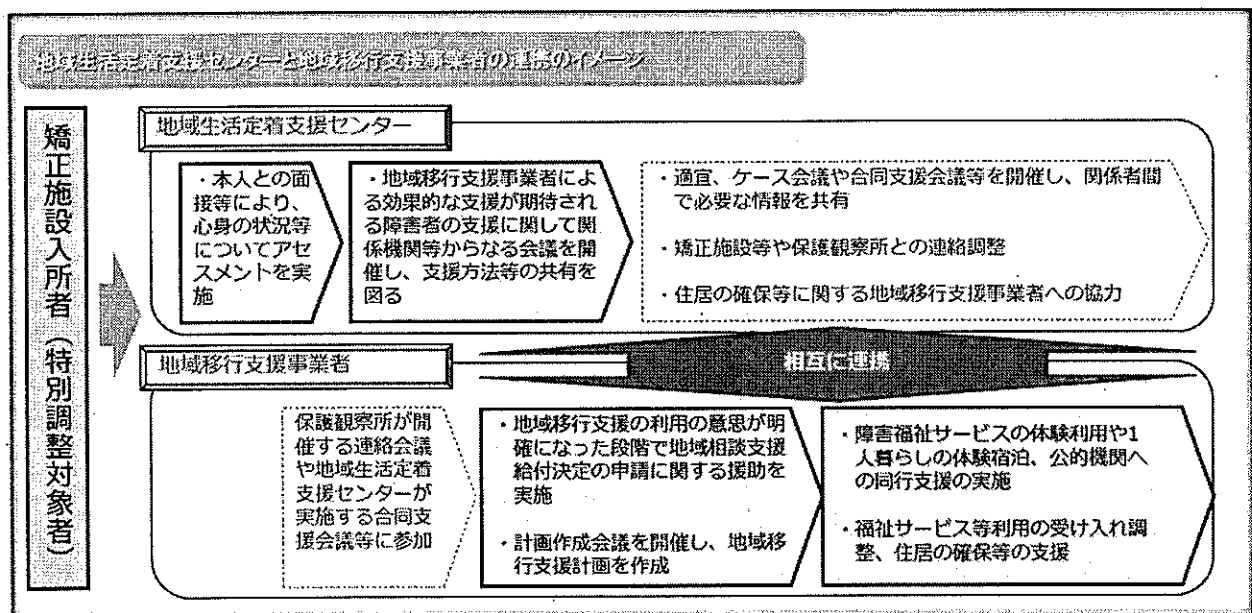 地域生活定着支援センターと地域移行支援事業者の連携のイメージ
矯正施設入所者（特別調整対象者）
地域生活定着支援センター
・本人との面
接等により、
心身の状況等
についてアセ
スメントを実
施
・地域移行支援事業者によ
る効果的な支援が期待され
る障害者の支援に関して関
係機関等からなる会議を開
催し、支援方法等の共有を
図る
・適宜、ケース会議や合同支援会議等を開催し、関係者間
で必要な情報を共有
・矯正施設等や保護観察所との連絡調整
・住居の確保等に関する地域移行支援事業者への協力
相互に連携
地域移行支援事業者
保護観察所が開
催する連絡会議
や地域生活定着
支援センターが
実施する合同支
援会議等に参加
・地域移行支援の利用の意思が明
確になった段階で地域相談支援
給付決定の申請に関する援助を
実施
・計画作成会議を開催し、地域移
行支援計画を作成
・障害福祉サービスの体験利用や1
人暮らしの体験宿泊、公的機関へ
の同行支援の実施
・福祉サービス等利用の受け入れ調
整、住居の確保等の支援